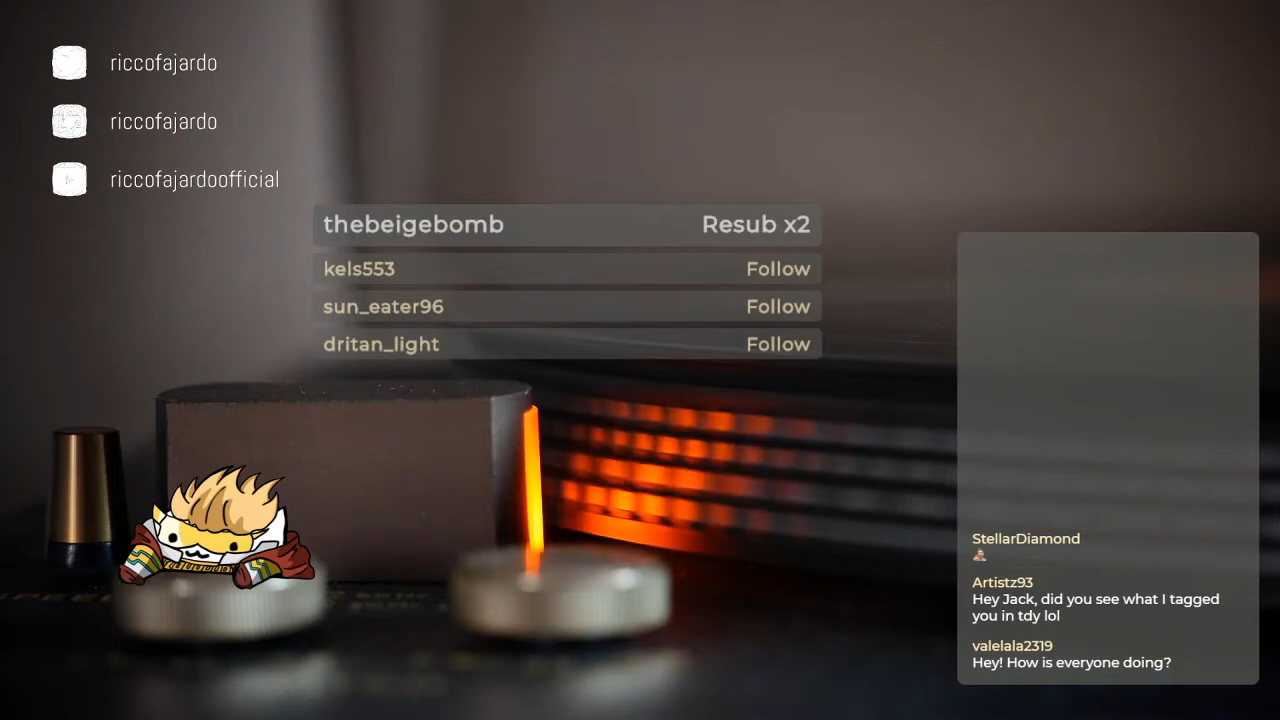 riccofajardo
riccofajardo
riccofajardoofficial
thebeigebomb Resub x2
kels553 Follow
sun_eater96 Follow
dritan_light Follow
StellarDiamond
Artistz93
Hey Jack, did you see what I tagged
you in tdy lol
valelala2319
Hey! How is everyone doing?